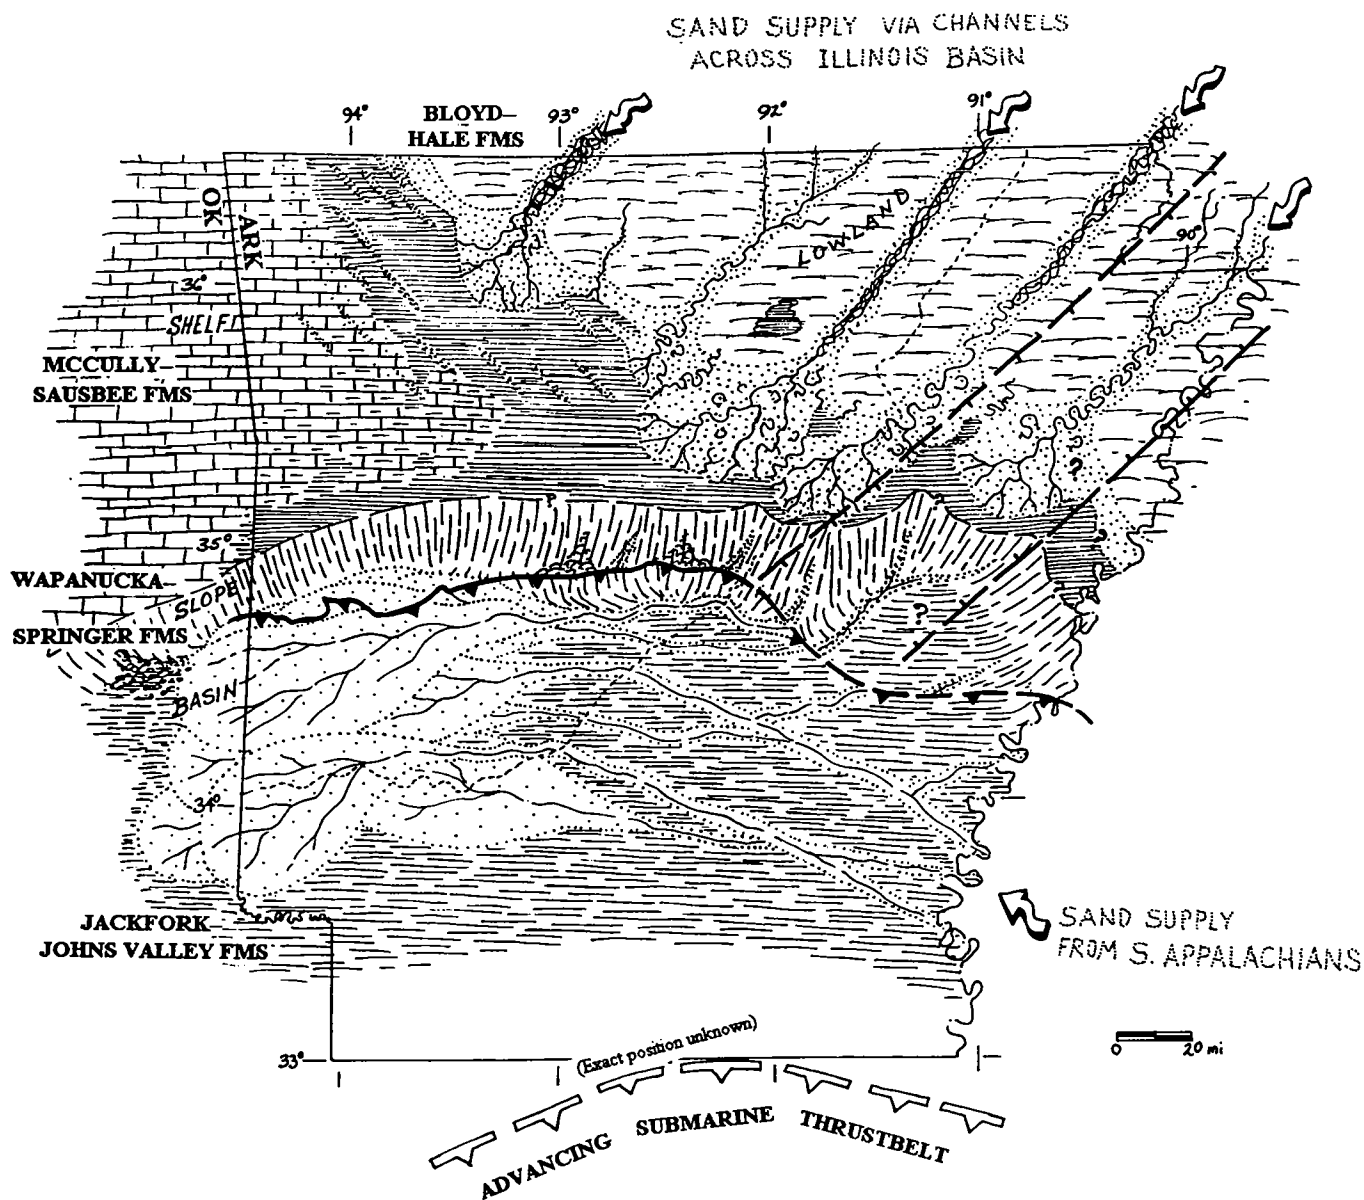 SAND SUPPLY VIA CHANNELS
ACROSS ILLINOIS BASIN
94°
BLOYD–
HALE FMS
93°
92°
91°
90°
OK
ARK
LOWLAND
36°
SHELF
MCCULLY–
SAUSBEE FMS
?
?
?
35°
?
WAPANUCKA–
SPRINGER FMS
SLOPE
?
BASIN
34°
JACKFORK
JOHNS VALLEY FMS
SAND SUPPLY
FROM S. APPALACHIANS
33°
(Exact position unknown)
0 20 mi
ADVANCING SUBMARINE THRUSTBELT